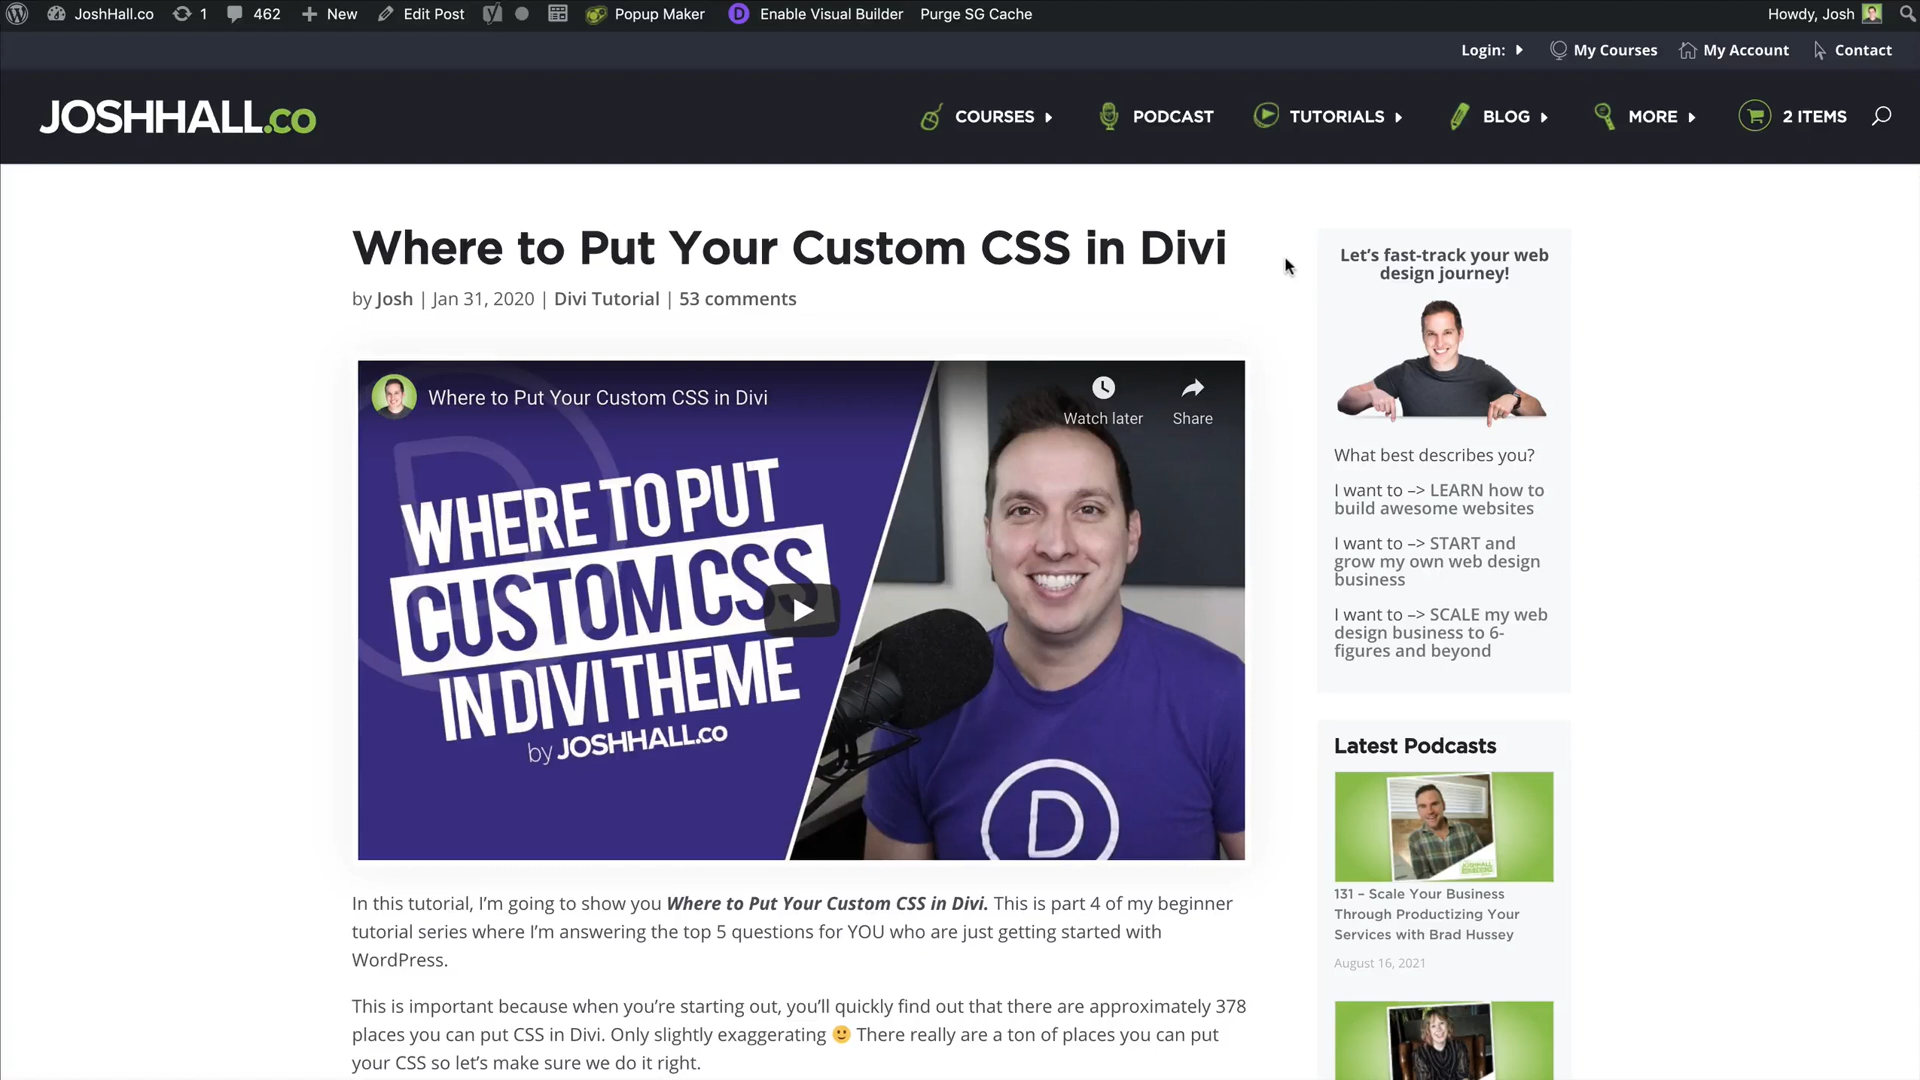 JoshHall.co 1 462 New Edit Post Popup Maker Enable Visual Builder Purge SG Cache Howdy, Josh
Login: My Courses My Account Contact
JOSHHALL.co COURSES PODCAST TUTORIALS BLOG MORE 2 ITEMS
Where to Put Your Custom CSS in Divi
by Josh | Jan 31, 2020 | Divi Tutorial | 53 comments
Where to Put Your Custom CSS in Divi
Watch later Share
WHERE TO PUT
CUSTOM CSS
IN DIVI THEME
by JOSHHALL.co
D
In this tutorial, I’m going to show you Where to Put Your Custom CSS in Divi. This is part 4 of my beginner
tutorial series where I’m answering the top 5 questions for YOU who are just getting started with
WordPress.
This is important because when you’re starting out, you’ll quickly find out that there are approximately 378
places you can put CSS in Divi. Only slightly exaggerating 🙂 There really are a ton of places you can put
your CSS so let’s make sure we do it right.
Let’s fast-track your web
design journey!
What best describes you?
I want to –> LEARN how to
build awesome websites
I want to –> START and
grow my own web design
business
I want to –> SCALE my web
design business to 6-
figures and beyond
Latest Podcasts
131 – Scale Your Business
Through Productizing Your
Services with Brad Hussey
August 16, 2021